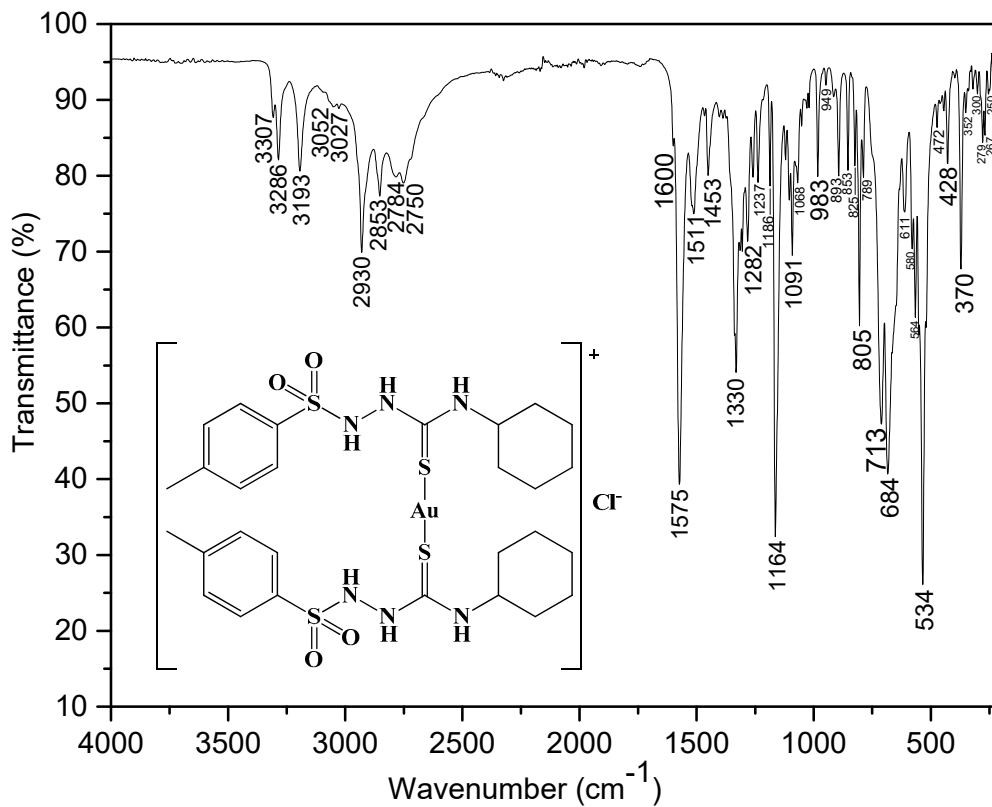 100
90
80
70
60
50
40
30
20
10
Transmittance (%)
4000 3500 3000 2500 2000 1500 1000 500
Wavenumber (cm-1)
3307
3286
3193
3052
3027
2930
2853
2784
2750
1600
1575
1511
1453
1330
1282
1237
1186
1164
1091
1068
983
949
893
853
825
805
789
713
684
611
580
564
534
472
428
370
352
300
279
267
250
+
O
O
S
H
N
H
N
N
H
S
Au
Cl-
S
H
N
N
H
N
H
S
O
O